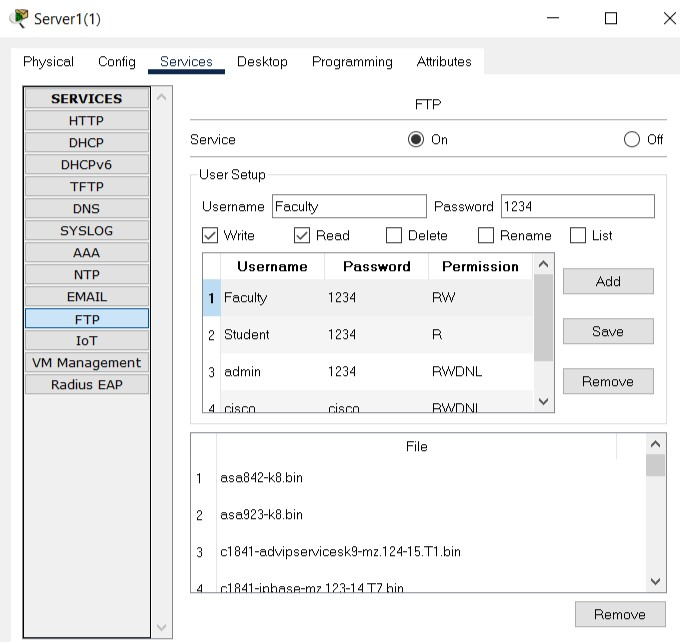 Server1(1)
Physical Config Services Desktop Programming Attributes
SERVICES
HTTP
DHCP
DHCPv6
TFTP
DNS
SYSLOG
AAA
NTP
EMAIL
FTP
IoT
VM Management
Radius EAP
FTP
Service On Off
User Setup
Username Faculty Password 1234
Write Read Delete Rename List
Username Password Permission
1 Faculty 1234 RW
2 Student 1234 R
3 admin 1234 RWDNL
4 cisco cisco RWDNL
Add
Save
Remove
File
1 asa842-k8.bin
2 asa923-k8.bin
3 c1841-advipservicesk9-mz.124-15.T1.bin
4 c1841-ipbase-mz.123-14.T7.bin
Remove